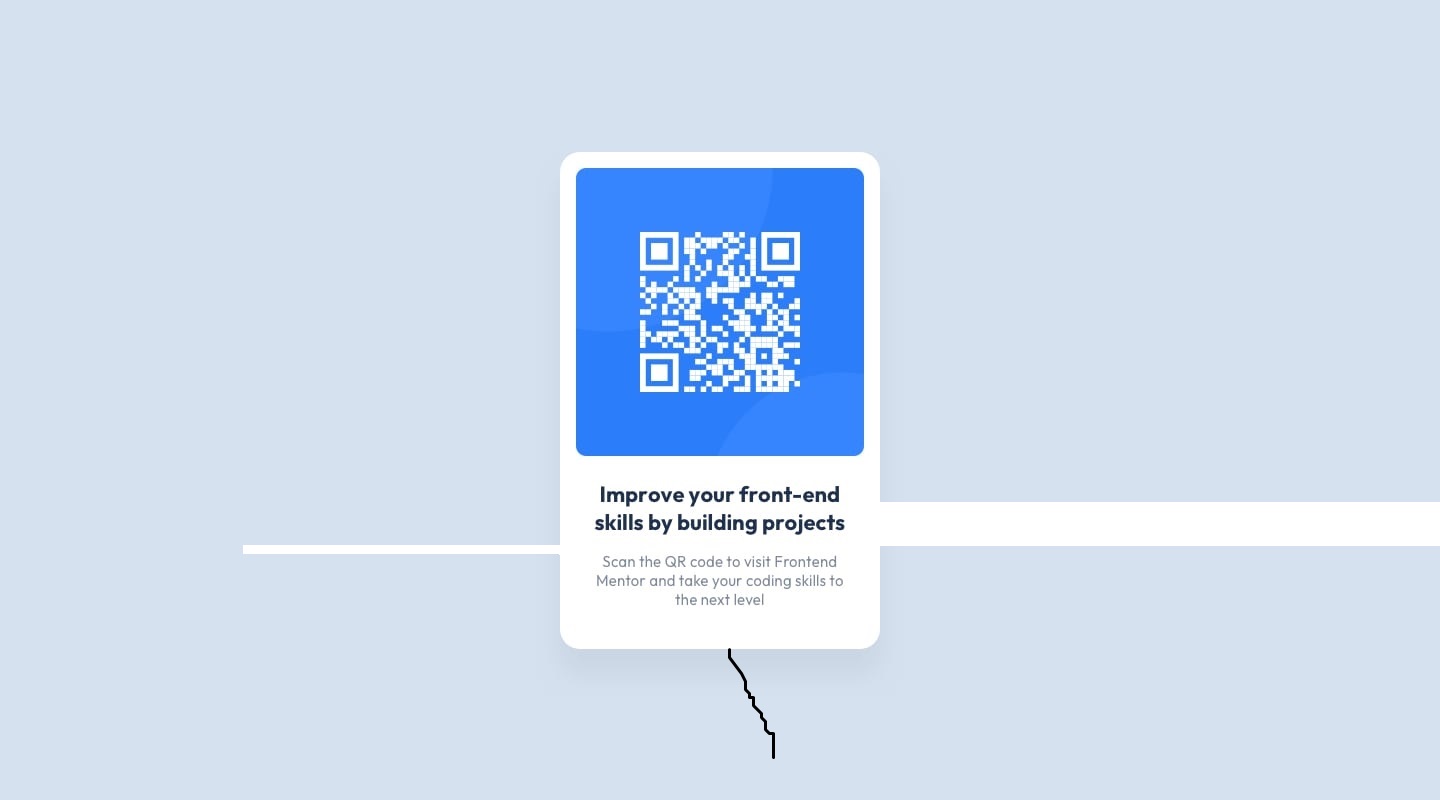 Improve your front-end
skills by building projects
Scan the QR code to visit Frontend
Mentor and take your coding skills to
the next level